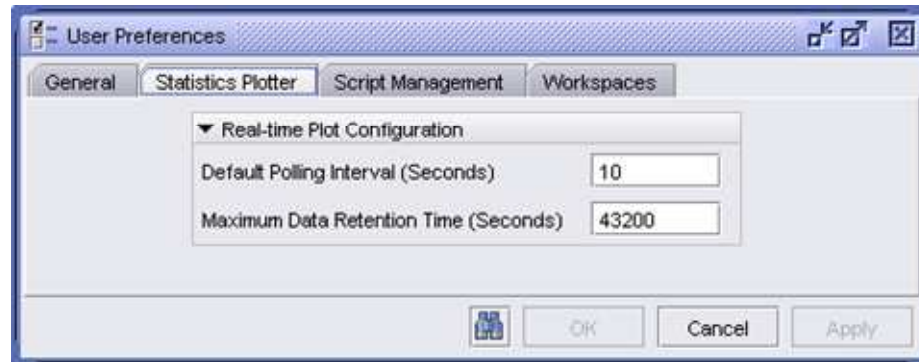 User Preferences
General Statistics Plotter Script Management Workspaces
Real-time Plot Configuration
Default Polling Interval (Seconds) 10
Maximum Data Retention Time (Seconds) 43200
OK Cancel Apply